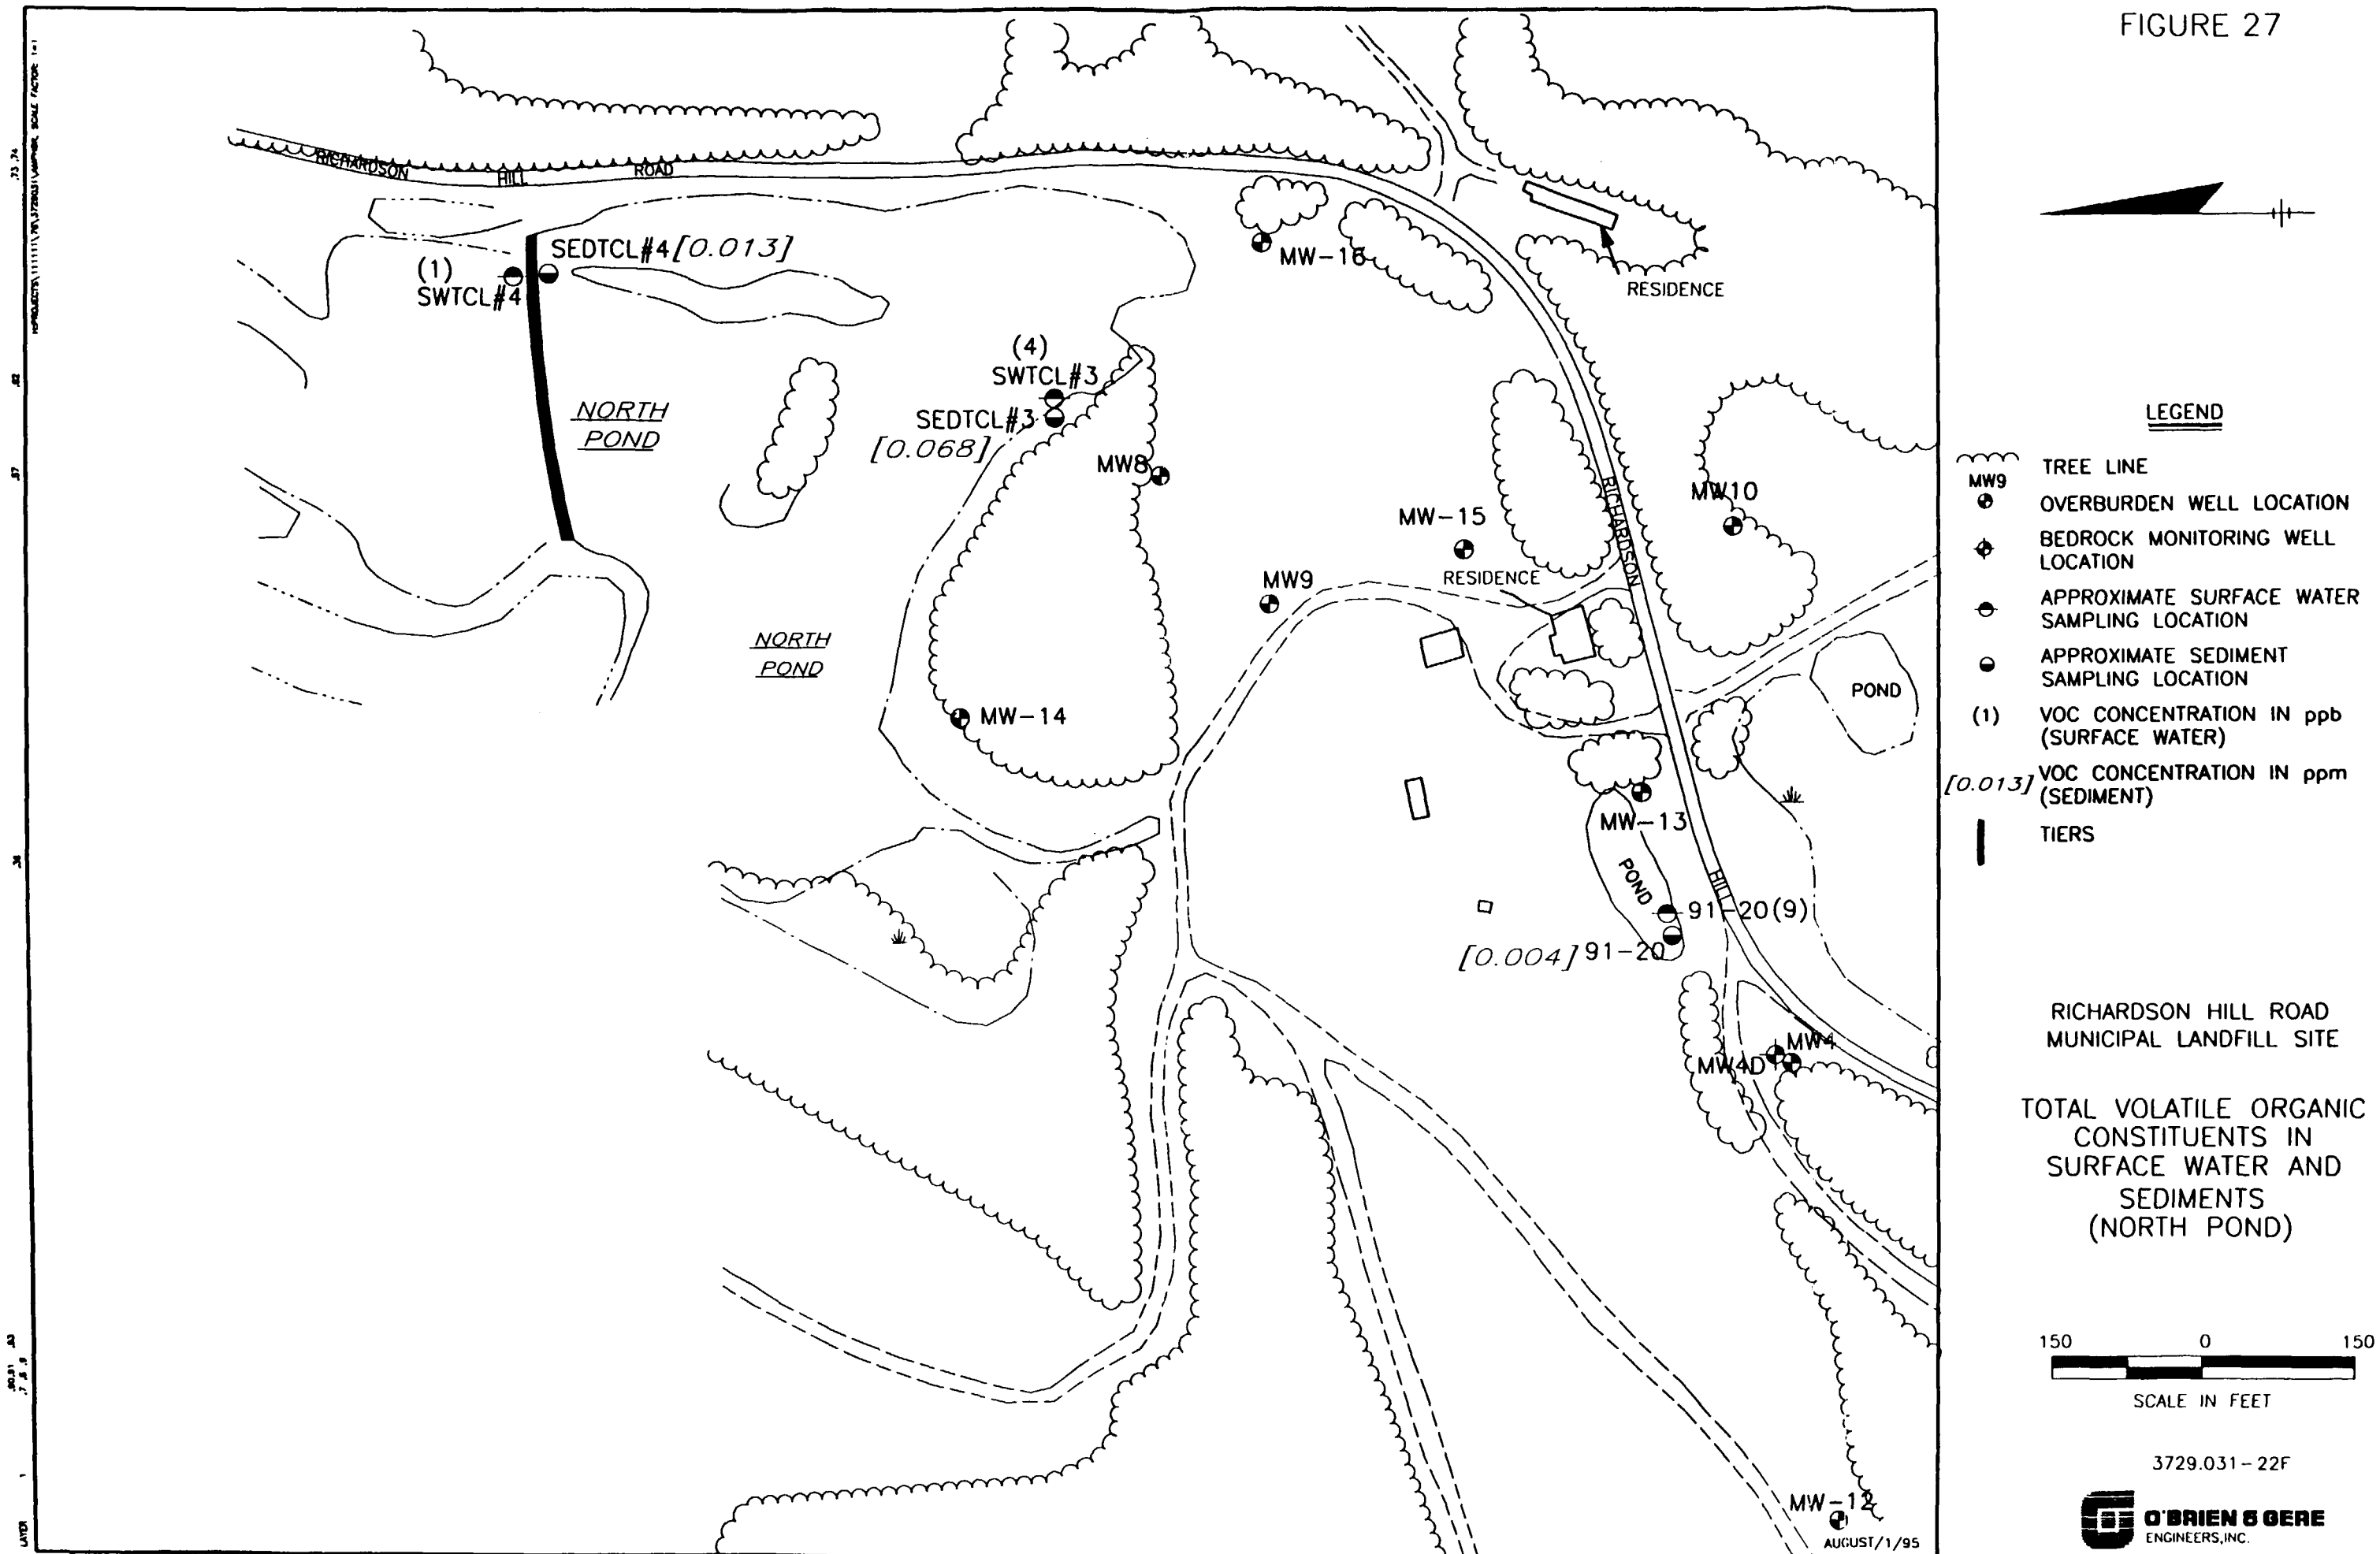 FIGURE 27
RICHARDSON HILL ROAD
SEDTCL#4 [0.013]
(1)
SWTCL#4
MW-16
RESIDENCE
(4)
SWTCL#3
SEDTCL#3
[0.068]
NORTH
POND
MW8
MW-15
RESIDENCE
MW10
RICHARDSON
MW9
NORTH
POND
MW-14
POND
MW-13
POND
HILL
91-20(9)
[0.004] 91-20
MW4
MW4D
MW-12
AUGUST/1/95
LEGEND
TREE LINE
MW9
OVERBURDEN WELL LOCATION
BEDROCK MONITORING WELL
LOCATION
APPROXIMATE SURFACE WATER
SAMPLING LOCATION
APPROXIMATE SEDIMENT
SAMPLING LOCATION
(1) VOC CONCENTRATION IN ppb
(SURFACE WATER)
[0.013] VOC CONCENTRATION IN ppm
(SEDIMENT)
TIERS
RICHARDSON HILL ROAD
MUNICIPAL LANDFILL SITE
TOTAL VOLATILE ORGANIC
CONSTITUENTS IN
SURFACE WATER AND
SEDIMENTS
(NORTH POND)
150 0 150
SCALE IN FEET
3729.031-22F
O'BRIEN & GERE
ENGINEERS, INC.
LAYER